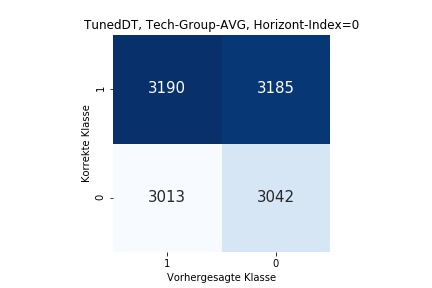 TunedDT, Tech-Group-AVG, Horizont-Index=0
Korrekte Klasse
1
3190 3185
0
3013 3042
1 0
Vorhergesagte Klasse